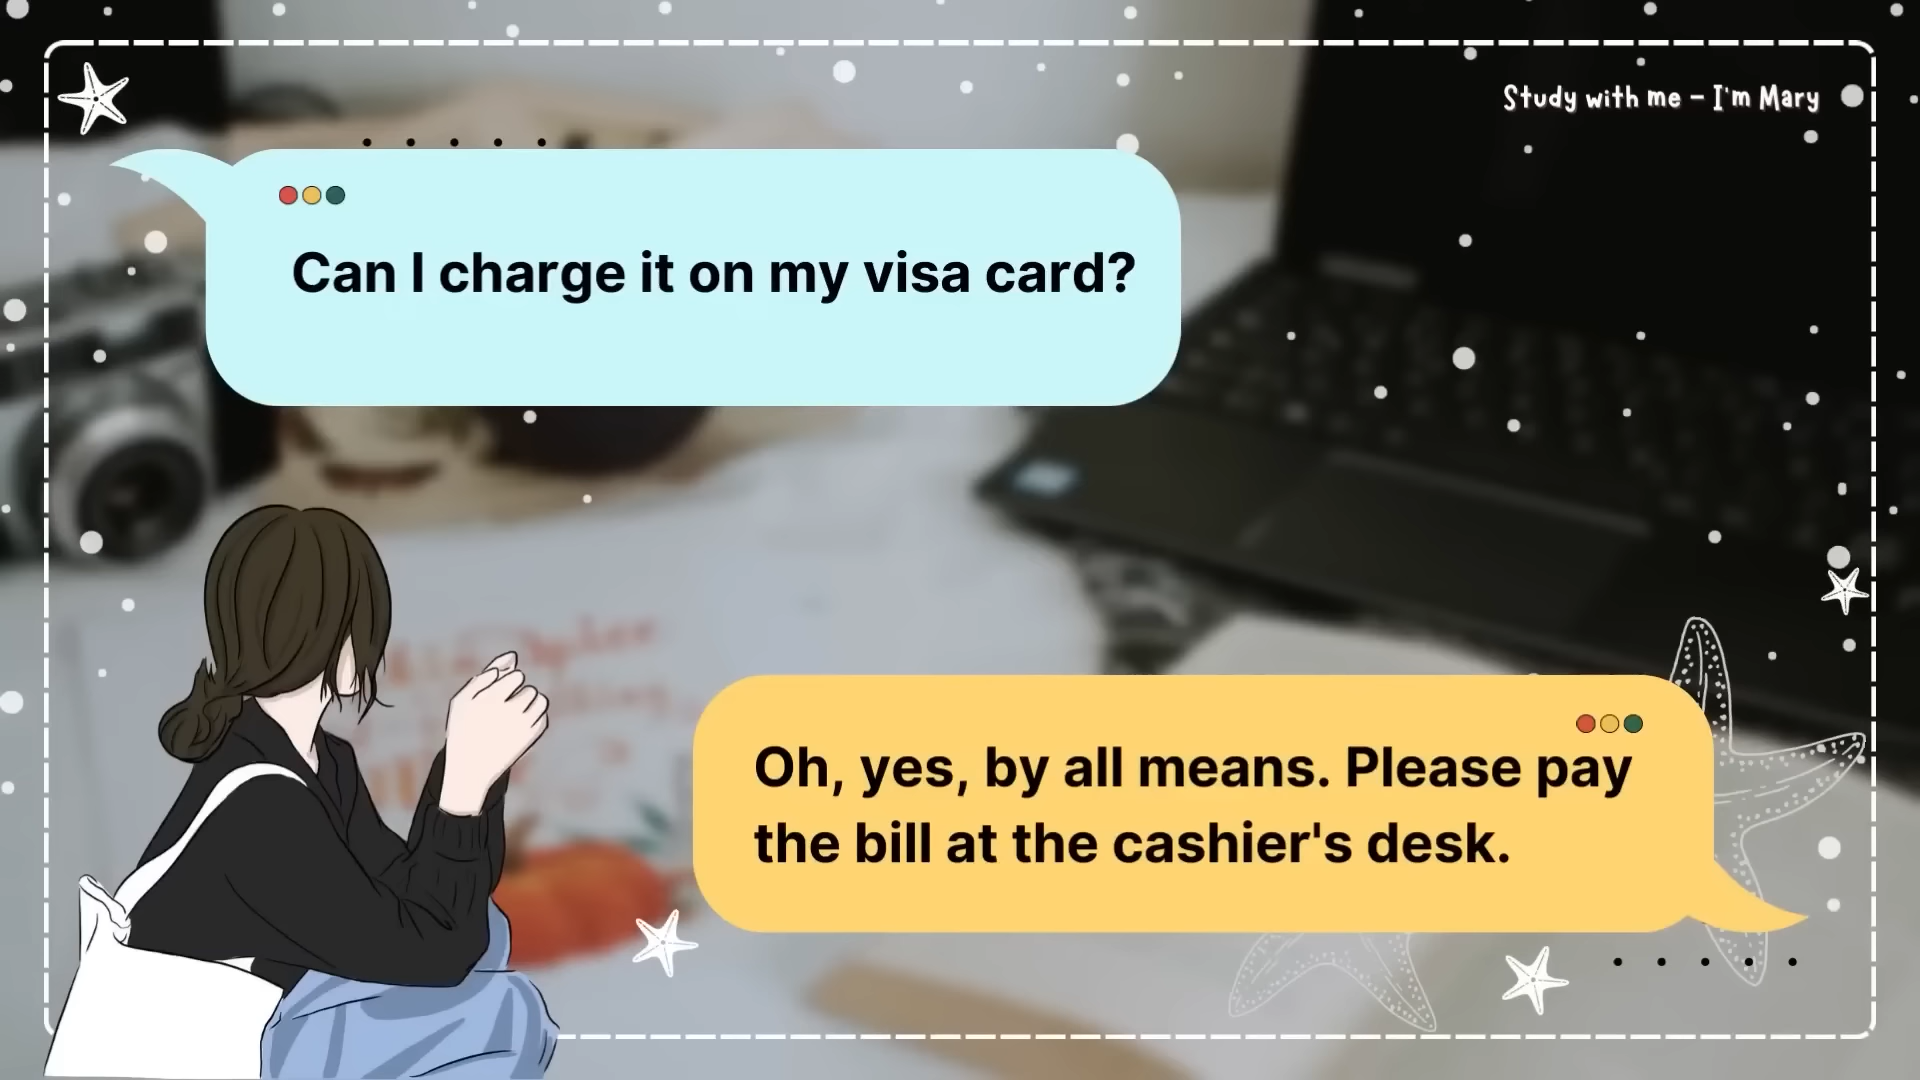 Study with me - I'm Mary
Can I charge it on my visa card?
Oh, yes, by all means. Please pay
the bill at the cashier's desk.